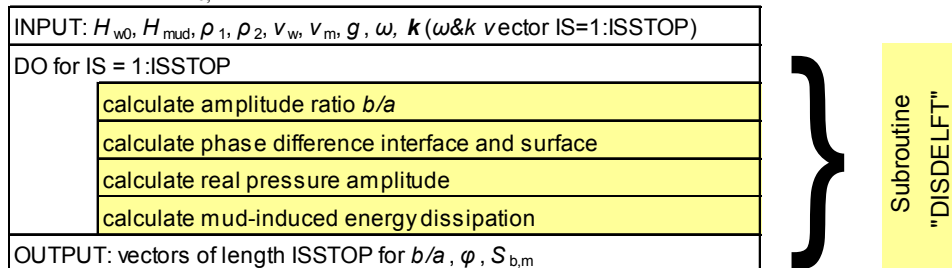 INPUT: H w0, H mud, ρ 1, ρ 2, ν w, ν m, g , ω, k (ω&k vector IS=1:ISSTOP)
DO for IS = 1:ISSTOP
calculate amplitude ratio b/a
calculate phase difference interface and surface
calculate real pressure amplitude
calculate mud-induced energy dissipation
OUTPUT: vectors of length ISSTOP for b/a , φ , S b,m
}
Subroutine
"DISDELFT"